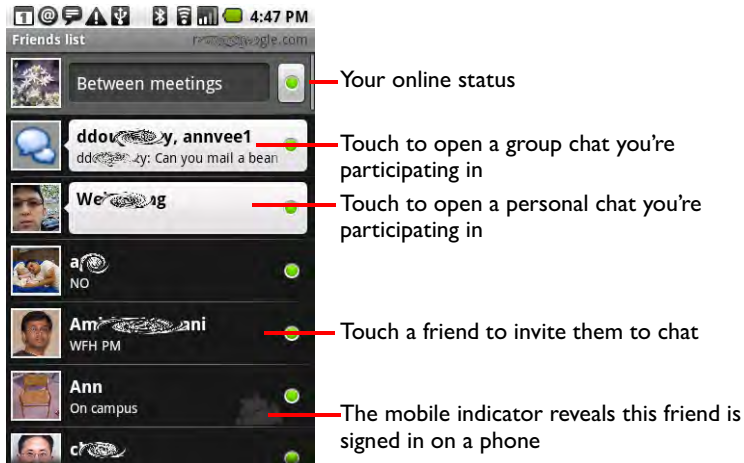 1 @ 4:47 PM
Friends list
Between meetings
Your online status
annvee1
Can you mail a bean
Touch to open a group chat you're
participating in
Touch to open a personal chat you're
participating in
NO
Touch a friend to invite them to chat
WFH PM
Ann
On campus
The mobile indicator reveals this friend is
signed in on a phone